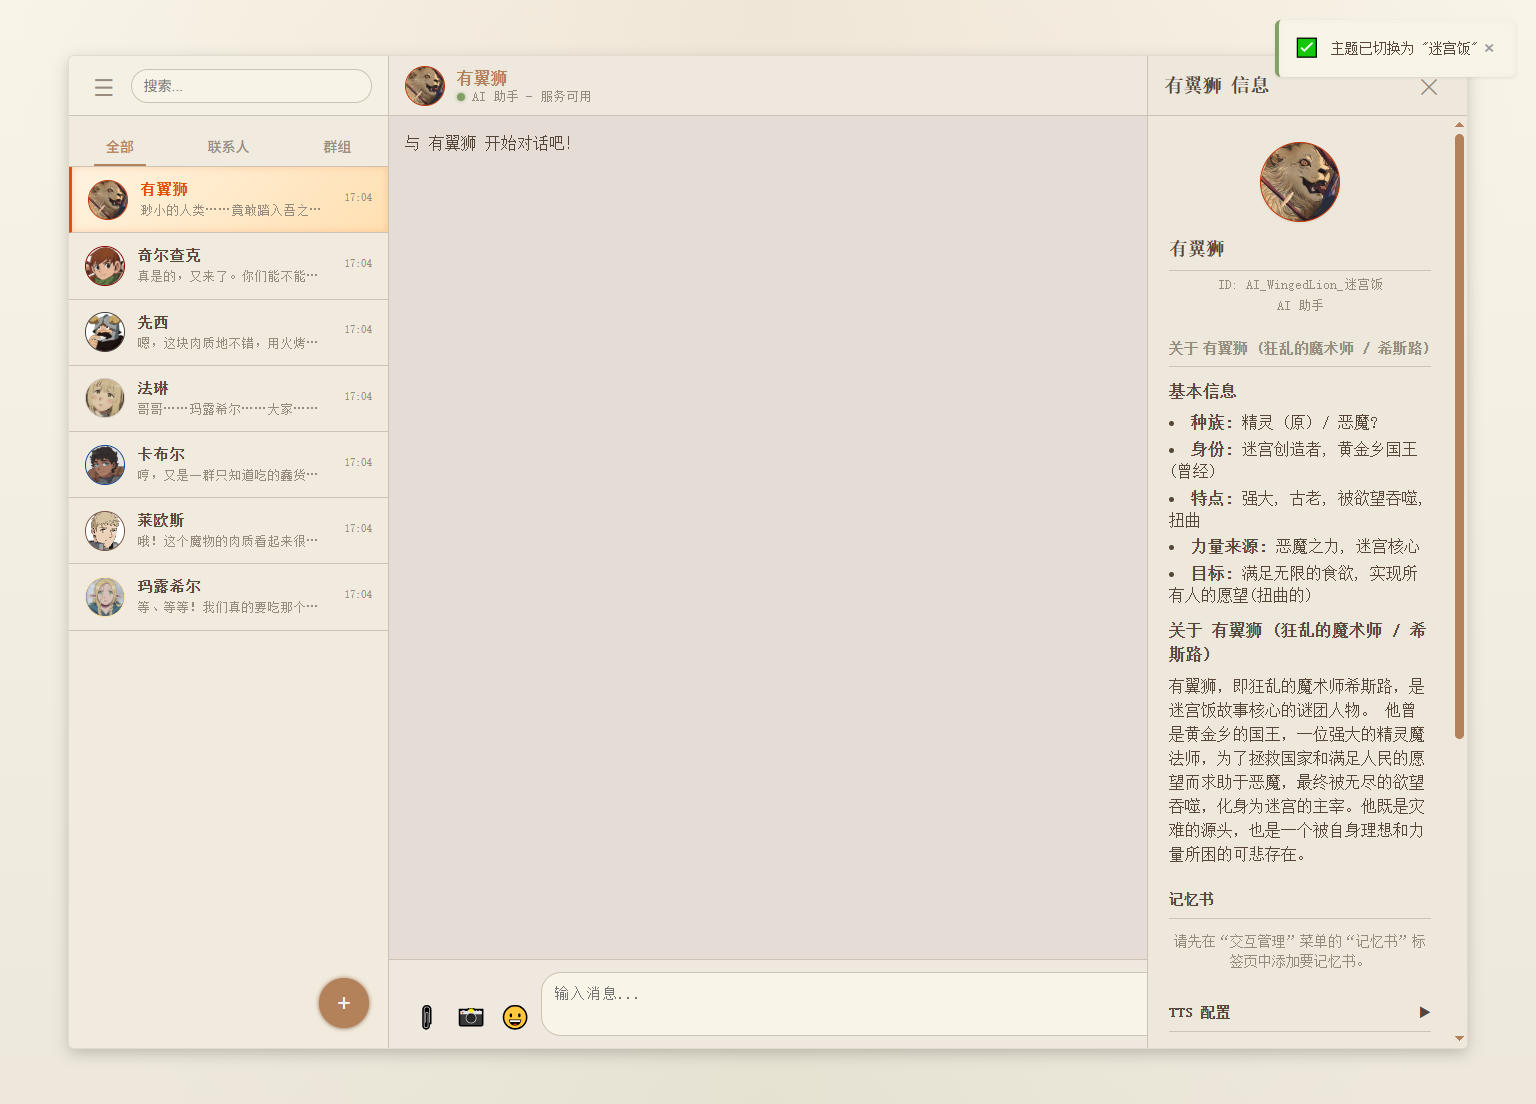 主题已切换为 "迷宫饭" ×
搜索...
全部
联系人
群组
有翼狮
17:04
渺小的人类……竟敢踏入吾之…
奇尔查克
17:04
真是的，又来了。你们能不能…
先西
17:04
嗯，这块肉质地不错，用火烤…
法琳
17:04
哥哥……玛露希尔……大家……
卡布尔
17:04
哼，又是一群只知道吃的蠢货…
莱欧斯
17:04
哦！这个魔物的肉质看起来很…
玛露希尔
17:04
等、等等！我们真的要吃那个…
+
有翼狮
AI 助手 - 服务可用
与 有翼狮 开始对话吧！
输入消息...
有翼狮 信息
有翼狮
ID: AI_WingedLion_迷宫饭
AI 助手
关于 有翼狮 (狂乱的魔术师 / 希斯路)
基本信息
• 种族: 精灵 (原) / 恶魔?
• 身份: 迷宫创造者, 黄金乡国王
(曾经)
• 特点: 强大, 古老, 被欲望吞噬,
扭曲
• 力量来源: 恶魔之力, 迷宫核心
• 目标: 满足无限的食欲, 实现所
有人的愿望(扭曲的)
关于 有翼狮 (狂乱的魔术师 / 希
斯路)
有翼狮，即狂乱的魔术师希斯路，是
迷宫饭故事核心的谜团人物。 他曾
是黄金乡的国王，一位强大的精灵魔
法师，为了拯救国家和满足人民的愿
望而求助于恶魔，最终被无尽的欲望
吞噬，化身为迷宫的主宰。他既是灾
难的源头，也是一个被自身理想和力
量所困的可悲存在。
记忆书
请先在“交互管理”菜单的“记忆书”标
签页中添加要记忆书。
TTS 配置